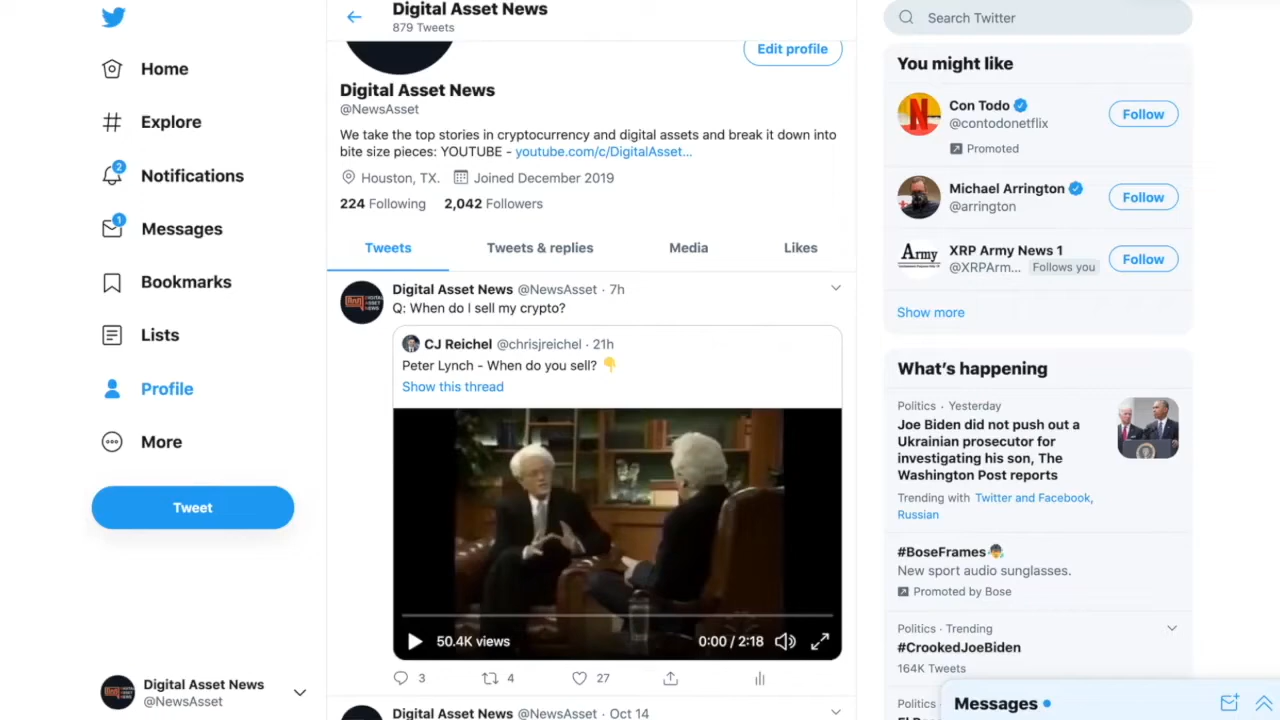 Home
Explore
2
Notifications
1
Messages
Bookmarks
Lists
Profile
More
Tweet
Digital Asset News
@NewsAsset
Digital Asset News
879 Tweets
Edit profile
Digital Asset News
@NewsAsset
We take the top stories in cryptocurrency and digital assets and break it down into
bite size pieces: YOUTUBE - youtube.com/c/DigitalAsset...
Houston, TX. Joined December 2019
224 Following 2,042 Followers
Tweets Tweets & replies Media Likes
Digital Asset News @NewsAsset · 7h
Q: When do I sell my crypto?
CJ Reichel @chrisjreichel · 21h
Peter Lynch - When do you sell? 👇
Show this thread
50.4K views 0:00 / 2:18
3 4 27
Digital Asset News @NewsAsset · Oct 14
Search Twitter
You might like
Con Todo
@contodonetflix
Promoted
Follow
Michael Arrington
@arrington
Follow
Army
XRP Army News 1
@XRPArm... Follows you
Follow
Show more
What's happening
Politics · Yesterday
Joe Biden did not push out a
Ukrainian prosecutor for
investigating his son, The
Washington Post reports
Trending with Twitter and Facebook,
Russian
#BoseFrames
New sport audio sunglasses.
Promoted by Bose
Politics · Trending
#CrookedJoeBiden
164K Tweets
Politics
Messages